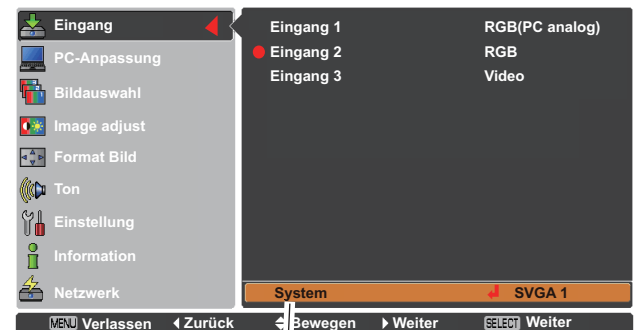 Eingang
PC-Anpassung
Bildauswahl
Image adjust
Format Bild
Ton
Einstellung
Information
Netzwerk
Eingang 1 RGB(PC analog)
Eingang 2 RGB
Eingang 3 Video
System SVGA 1
MENU Verlassen Zurück Bewegen Weiter SELECT Weiter